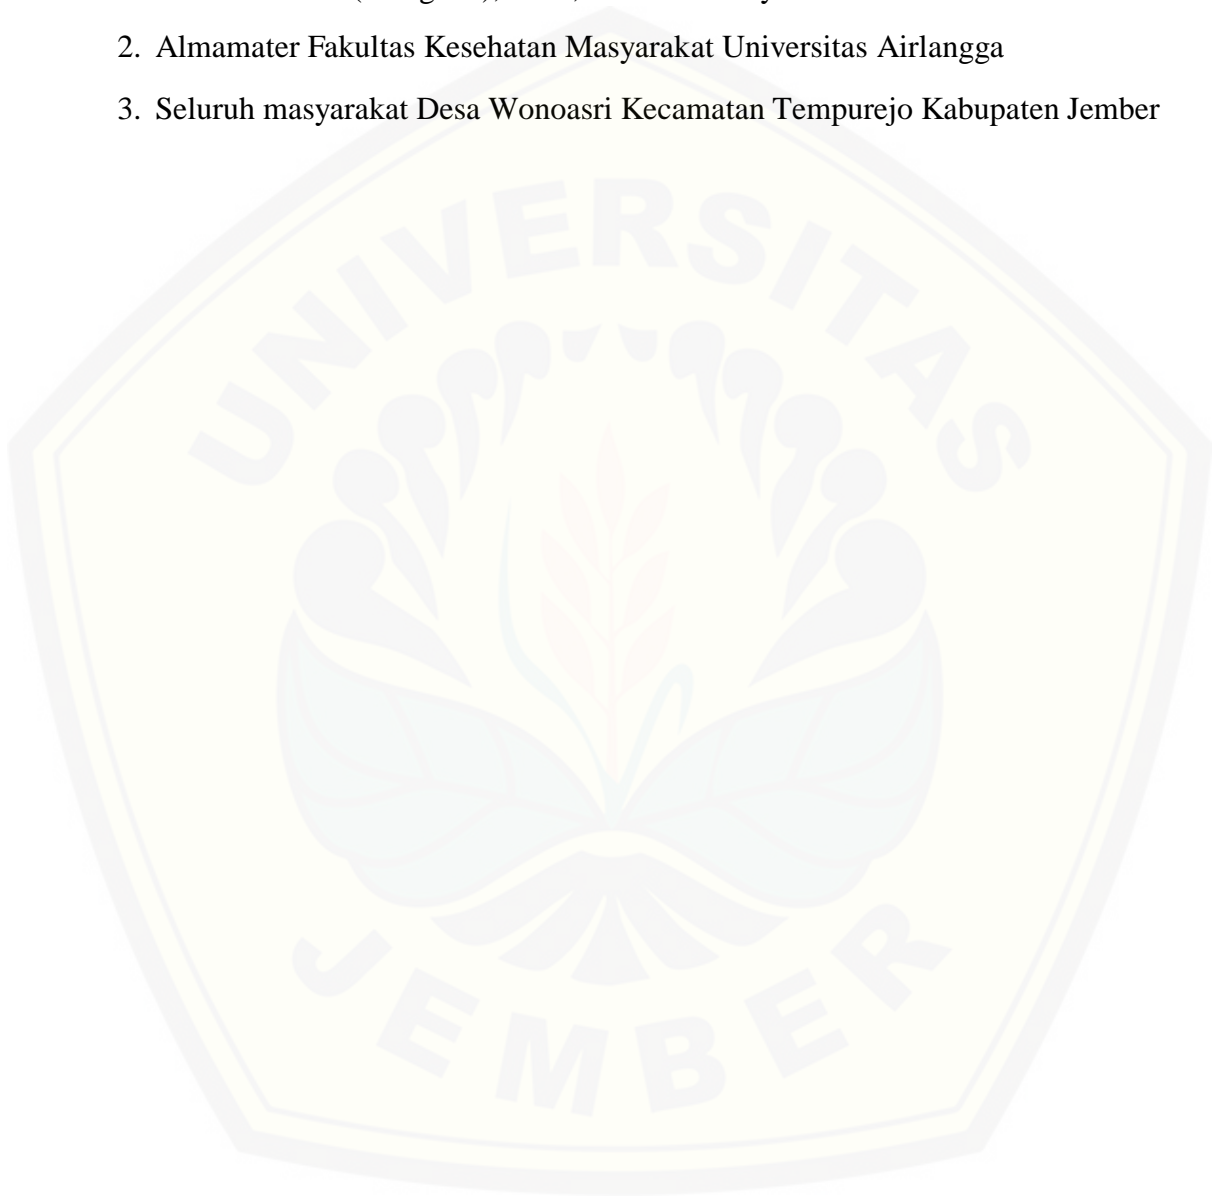 2. Almamater Fakultas Kesehatan Masyarakat Universitas Airlangga
3. Seluruh masyarakat Desa Wonoasri Kecamatan Tempurejo Kabupaten Jember
UNIVERSITAS
JEMBER